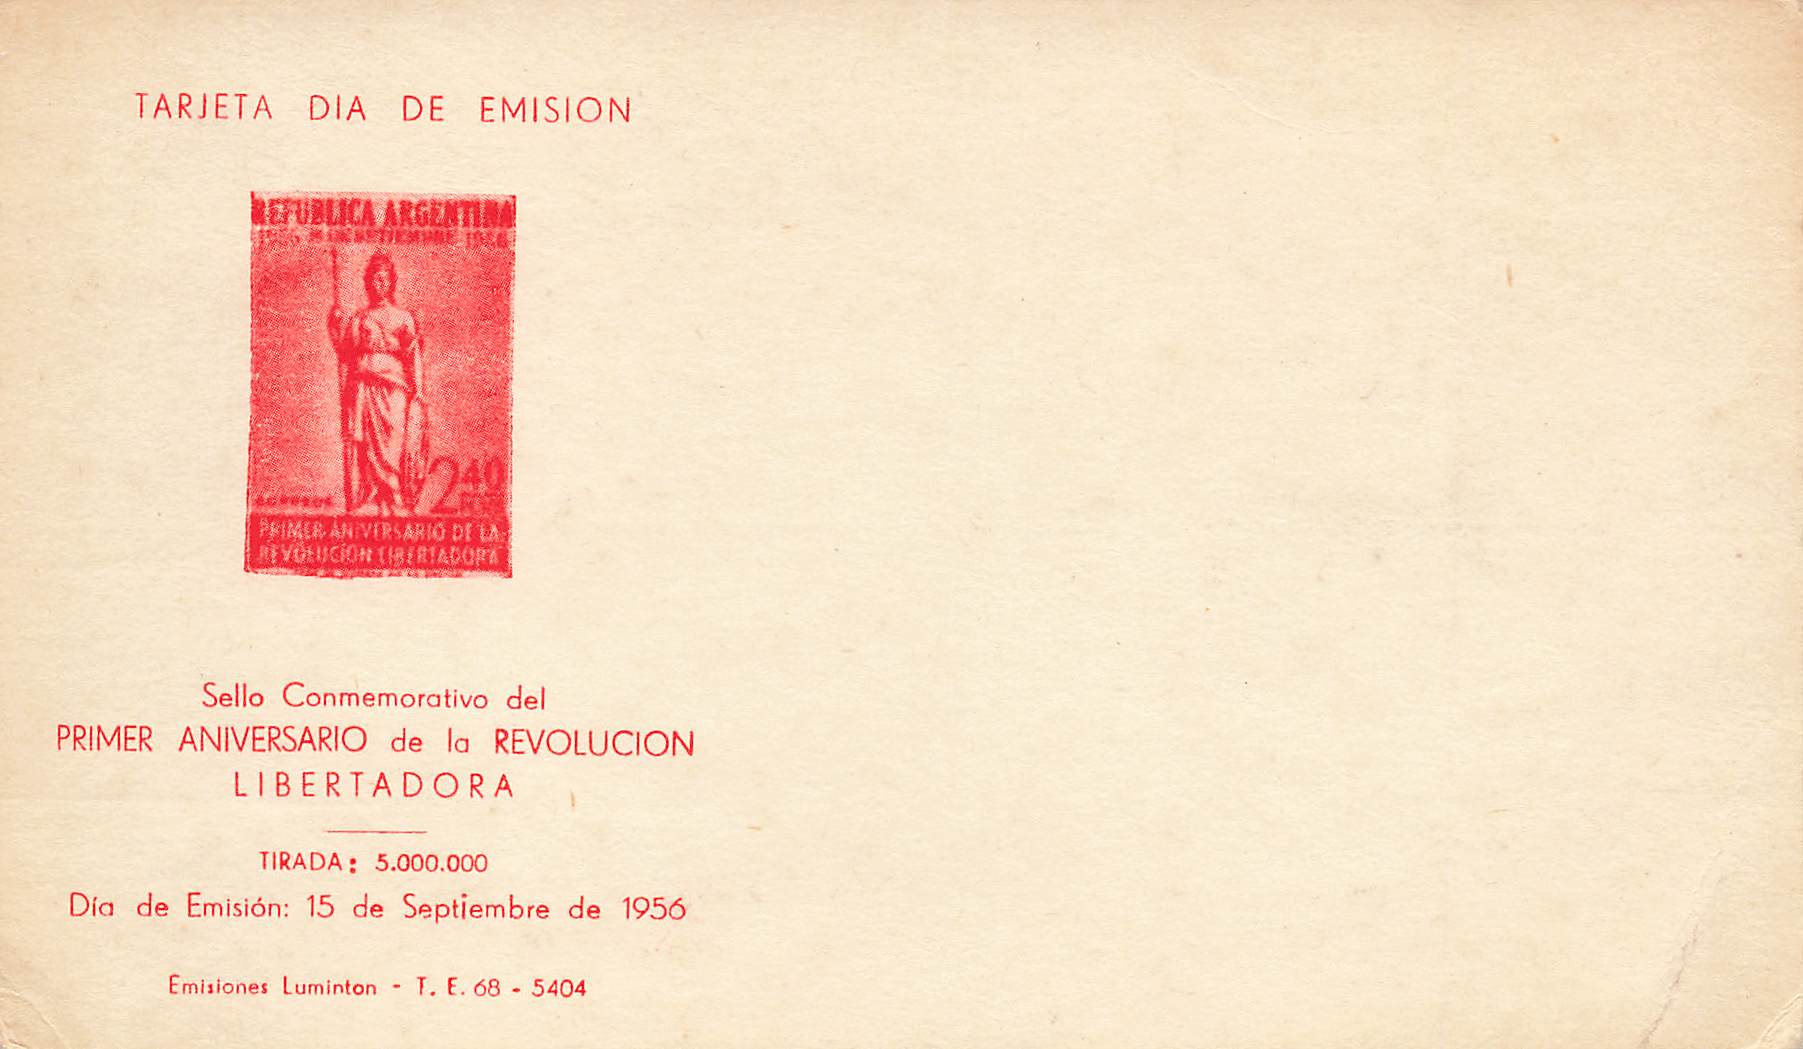 TARJETA DIA DE EMISION
REPUBLICA ARGENTINA
2.40
PRIMER ANIVERSARIO DE LA
REVOLUCION LIBERTADORA
Sello Conmemorativo del
PRIMER ANIVERSARIO de la REVOLUCION
LIBERTADORA
TIRADA: 5.000.000
Día de Emisión: 15 de Septiembre de 1956
Emisiones Luminton - T. E. 68 - 5404